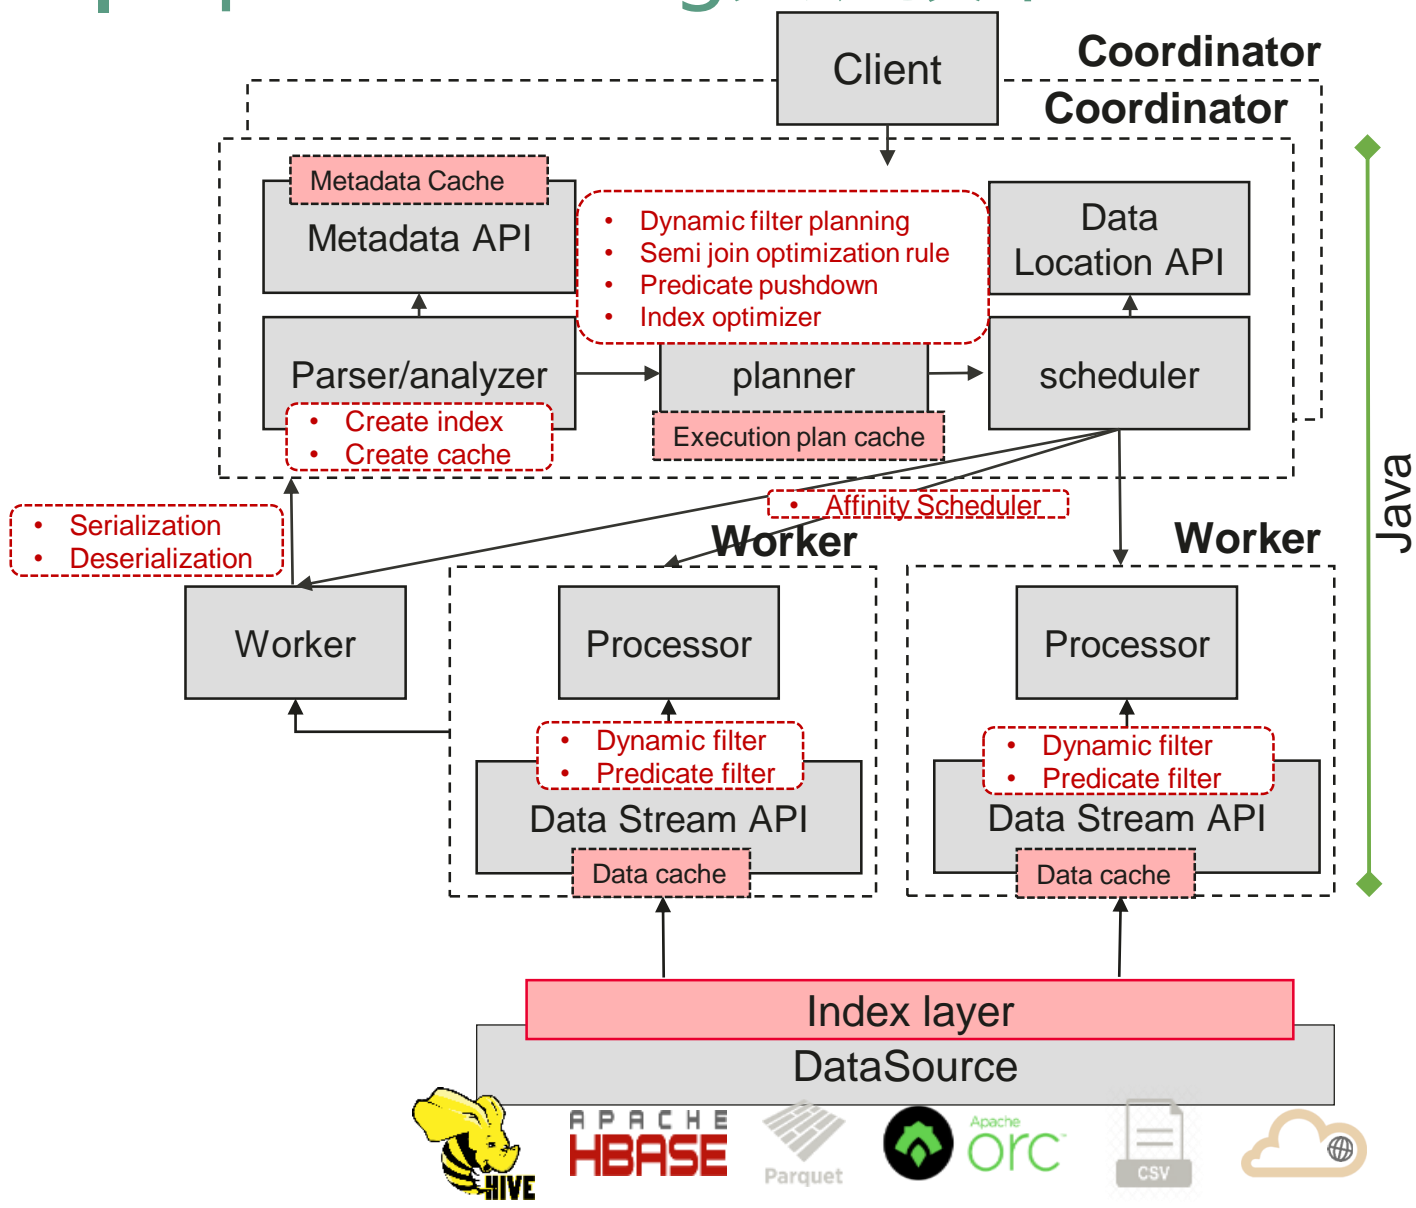 Client
Coordinator
Coordinator
Metadata Cache
Metadata API
• Dynamic filter planning
• Semi join optimization rule
• Predicate pushdown
• Index optimizer
Data
Location API
Parser/analyzer
• Create index
• Create cache
planner
Execution plan cache
scheduler
Java
• Serialization
• Deserialization
• Affinity Scheduler
Worker
Worker
Worker
Processor
Processor
• Dynamic filter
• Predicate filter
• Dynamic filter
• Predicate filter
Data Stream API
Data Stream API
Data cache
Data cache
Index layer
DataSource
HIVE
APACHE
HBASE
Parquet
Apache
orc
CSV